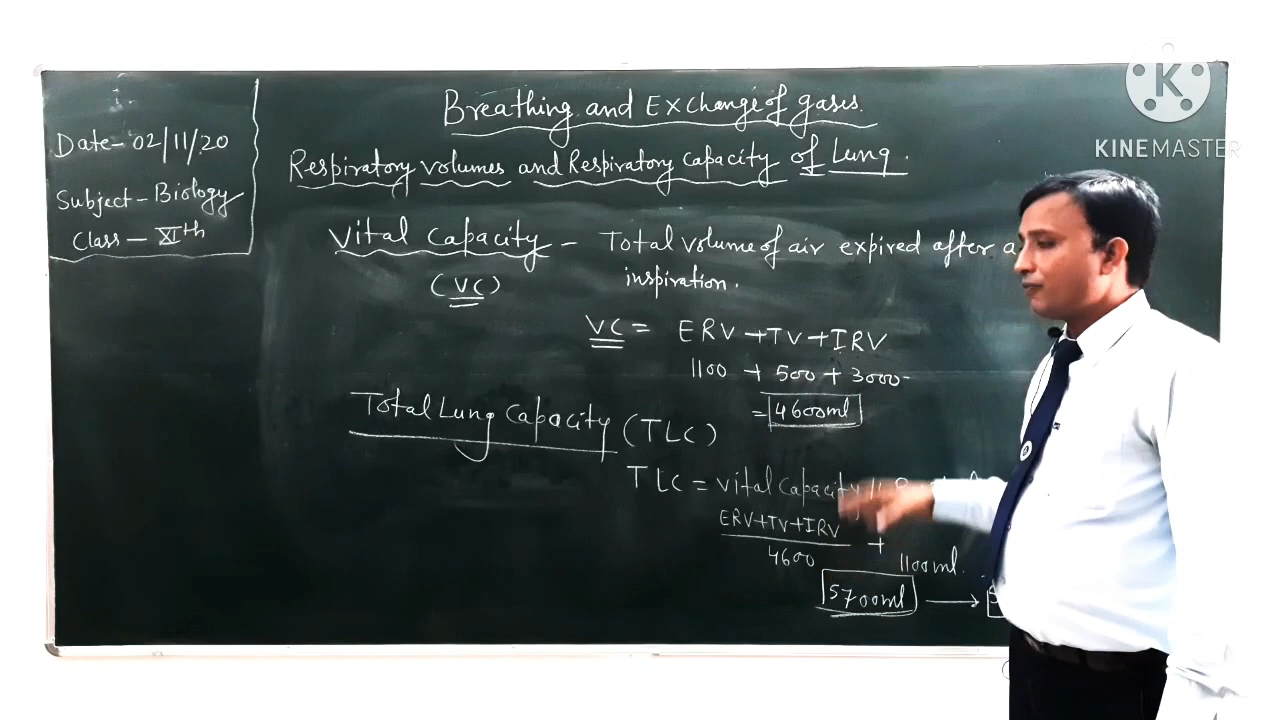 Breathing and Exchange of gases.
Date - 02/11/20
Subject - Biology
Class - XIth
Respiratory volumes and Respiratory capacity of Lung.
Vital Capacity - Total volume of air expired after a
(VC) inspiration.
VC = ERV + TV + IRV
1100 + 500 + 3000
= 4600ml
Total Lung Capacity (TLC)
TLC = Vital Capacity
ERV+TV+IRV +
4600 1100ml.
5700ml →
K
KINEMASTER